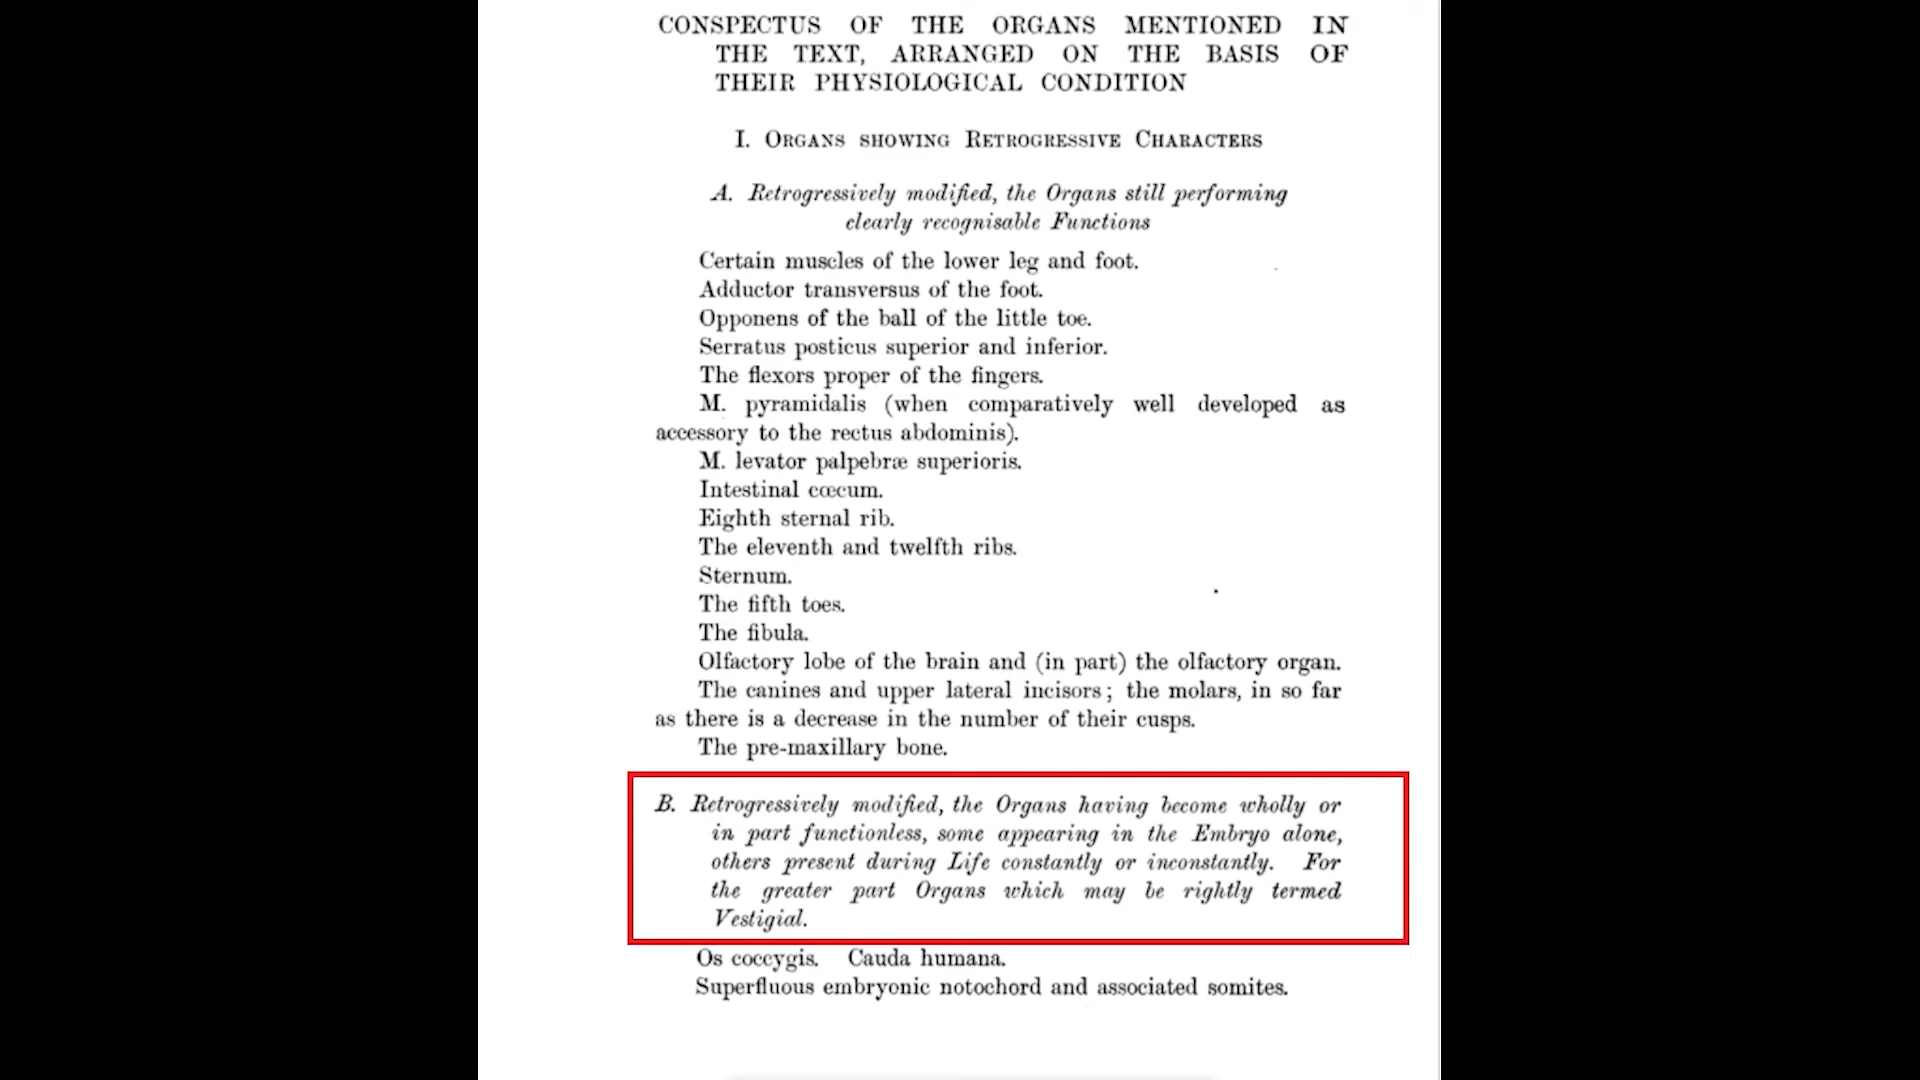 CONSPECTUS OF THE ORGANS MENTIONED IN
THE TEXT, ARRANGED ON THE BASIS OF
THEIR PHYSIOLOGICAL CONDITION
I. ORGANS SHOWING RETROGRESSIVE CHARACTERS
A. Retrogressively modified, the Organs still performing
clearly recognisable Functions
Certain muscles of the lower leg and foot.
Adductor transversus of the foot.
Opponens of the ball of the little toe.
Serratus posticus superior and inferior.
The flexors proper of the fingers.
M. pyramidalis (when comparatively well developed as
accessory to the rectus abdominis).
M. levator palpebræ superioris.
Intestinal cœcum.
Eighth sternal rib.
The eleventh and twelfth ribs.
Sternum.
The fifth toes.
The fibula.
Olfactory lobe of the brain and (in part) the olfactory organ.
The canines and upper lateral incisors; the molars, in so far
as there is a decrease in the number of their cusps.
The pre-maxillary bone.
B. Retrogressively modified, the Organs having become wholly or
in part functionless, some appearing in the Embryo alone,
others present during Life constantly or inconstantly. For
the greater part Organs which may be rightly termed
Vestigial.
Os coccygis. Cauda humana.
Superfluous embryonic notochord and associated somites.